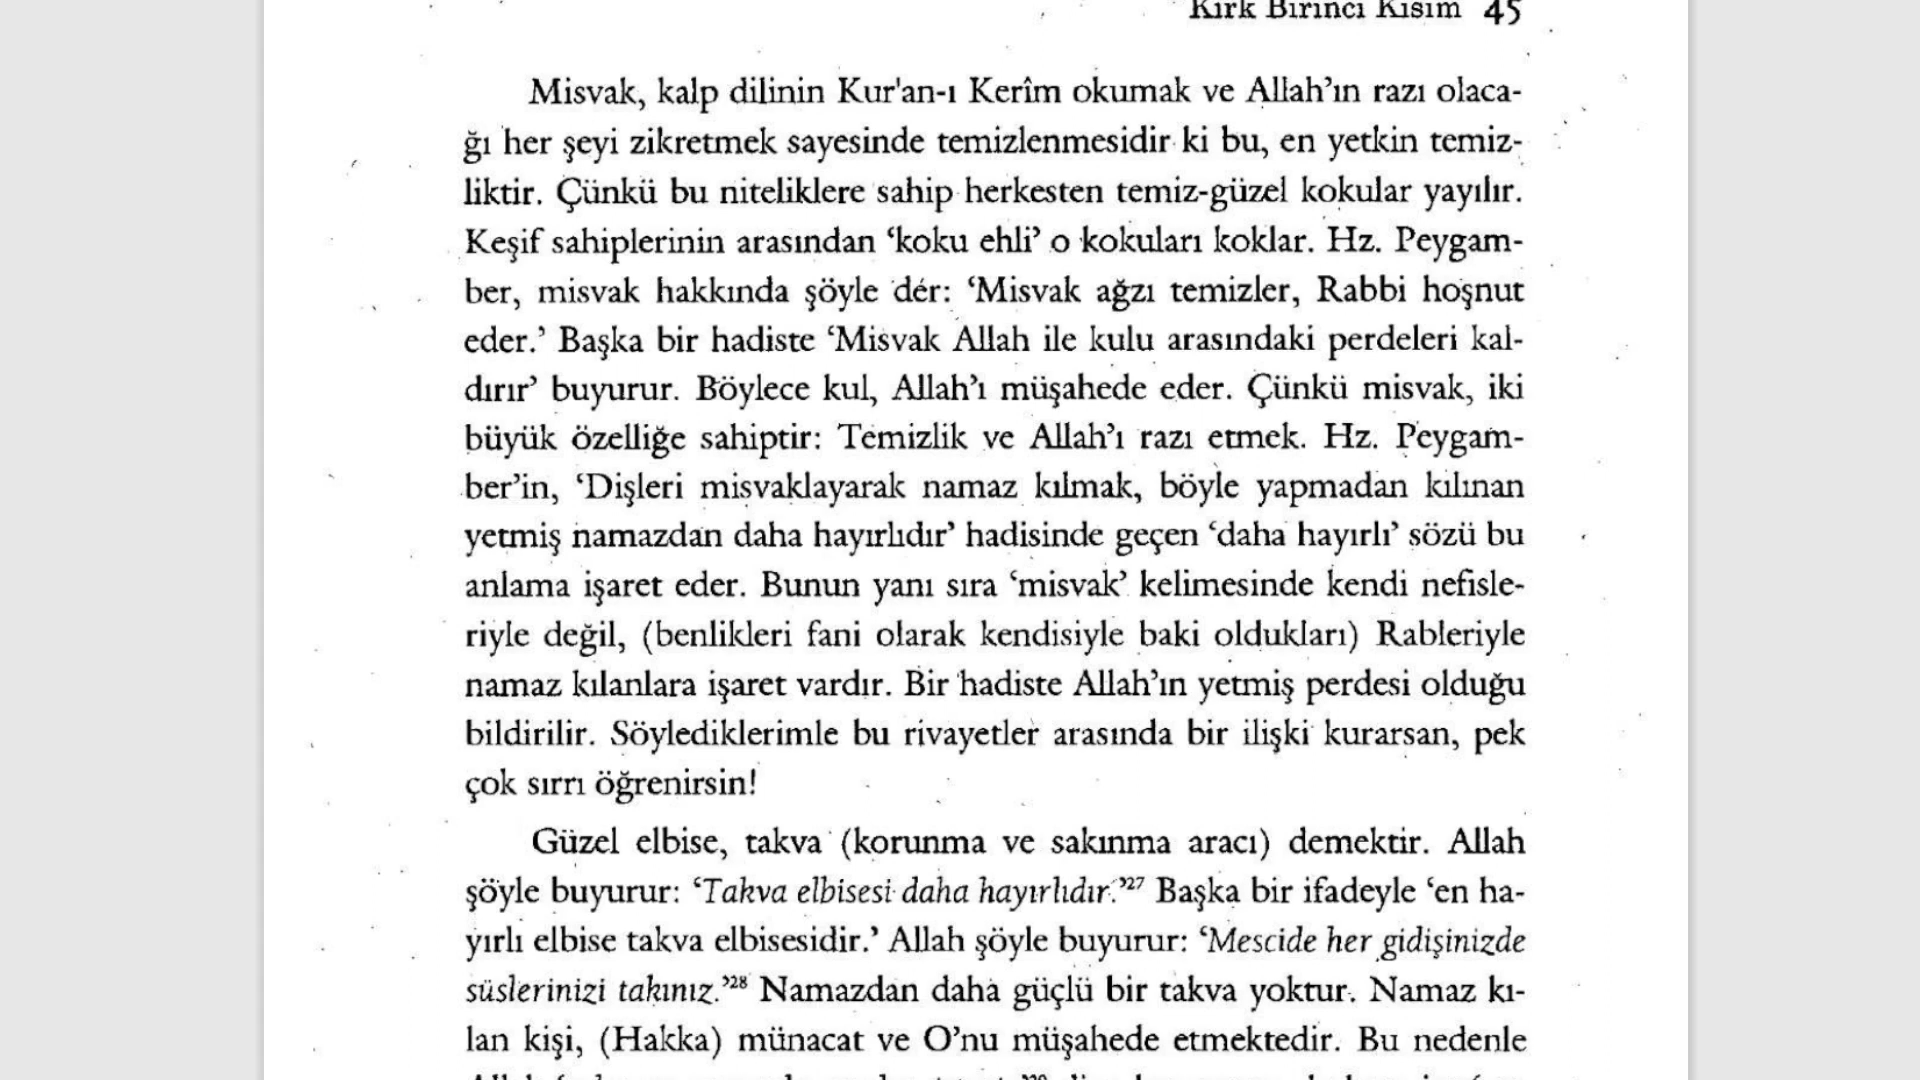 Kırk Birinci Kısım 45
Misvak, kalp dilinin Kur'an-ı Kerîm okumak ve Allah’ın razı olaca-
ğı her şeyi zikretmek sayesinde temizlenmesidir ki bu, en yetkin temiz-
liktir. Çünkü bu niteliklere sahip herkesten temiz-güzel kokular yayılır.
Keşif sahiplerinin arasından ‘koku ehli’ o kokuları koklar. Hz. Peygam-
ber, misvak hakkında şöyle der: ‘Misvak ağzı temizler, Rabbi hoşnut
eder.’ Başka bir hadiste ‘Misvak Allah ile kulu arasındaki perdeleri kal-
dırır’ buyurur. Böylece kul, Allah’ı müşahede eder. Çünkü misvak, iki
büyük özelliğe sahiptir: Temizlik ve Allah’ı razı etmek. Hz. Peygam-
ber’in, ‘Dişleri misvaklayarak namaz kılmak, böyle yapmadan kılınan
yetmiş namazdan daha hayırlıdır’ hadisinde geçen ‘daha hayırlı’ sözü bu
anlama işaret eder. Bunun yanı sıra ‘misvak’ kelimesinde kendi nefisle-
riyle değil, (benlikleri fani olarak kendisiyle baki oldukları) Rableriyle
namaz kılanlara işaret vardır. Bir hadiste Allah’ın yetmiş perdesi olduğu
bildirilir. Söylediklerimle bu rivayetler arasında bir ilişki kurarsan, pek
çok sırrı öğrenirsin!
Güzel elbise, takva (korunma ve sakınma aracı) demektir. Allah
şöyle buyurur: ‘Takva elbisesi daha hayırlıdır.’27 Başka bir ifadeyle ‘en ha-
yırlı elbise takva elbisesidir.’ Allah şöyle buyurur: ‘Mescide her gidişinizde
süslerinizi takınız.’28 Namazdan daha güçlü bir takva yoktur. Namaz kı-
lan kişi, (Hakka) münacat ve O’nu müşahede etmektedir. Bu nedenle